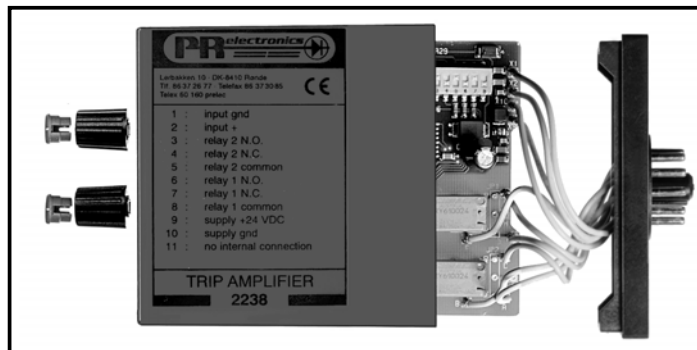 PR electronics
Lerbakken 10 · DK-8410 Rønde
Tlf. 86 37 26 77 · Telefax 86 37 30 85
Telex 60 160 prelec
CE
1 : input gnd
2 : input +
3 : relay 2 N.O.
4 : relay 2 N.C.
5 : relay 2 common
6 : relay 1 N.O.
7 : relay 1 N.C.
8 : relay 1 common
9 : supply +24 VDC
10 : supply gnd
11 : no internal connection
TRIP AMPLIFIER
2238